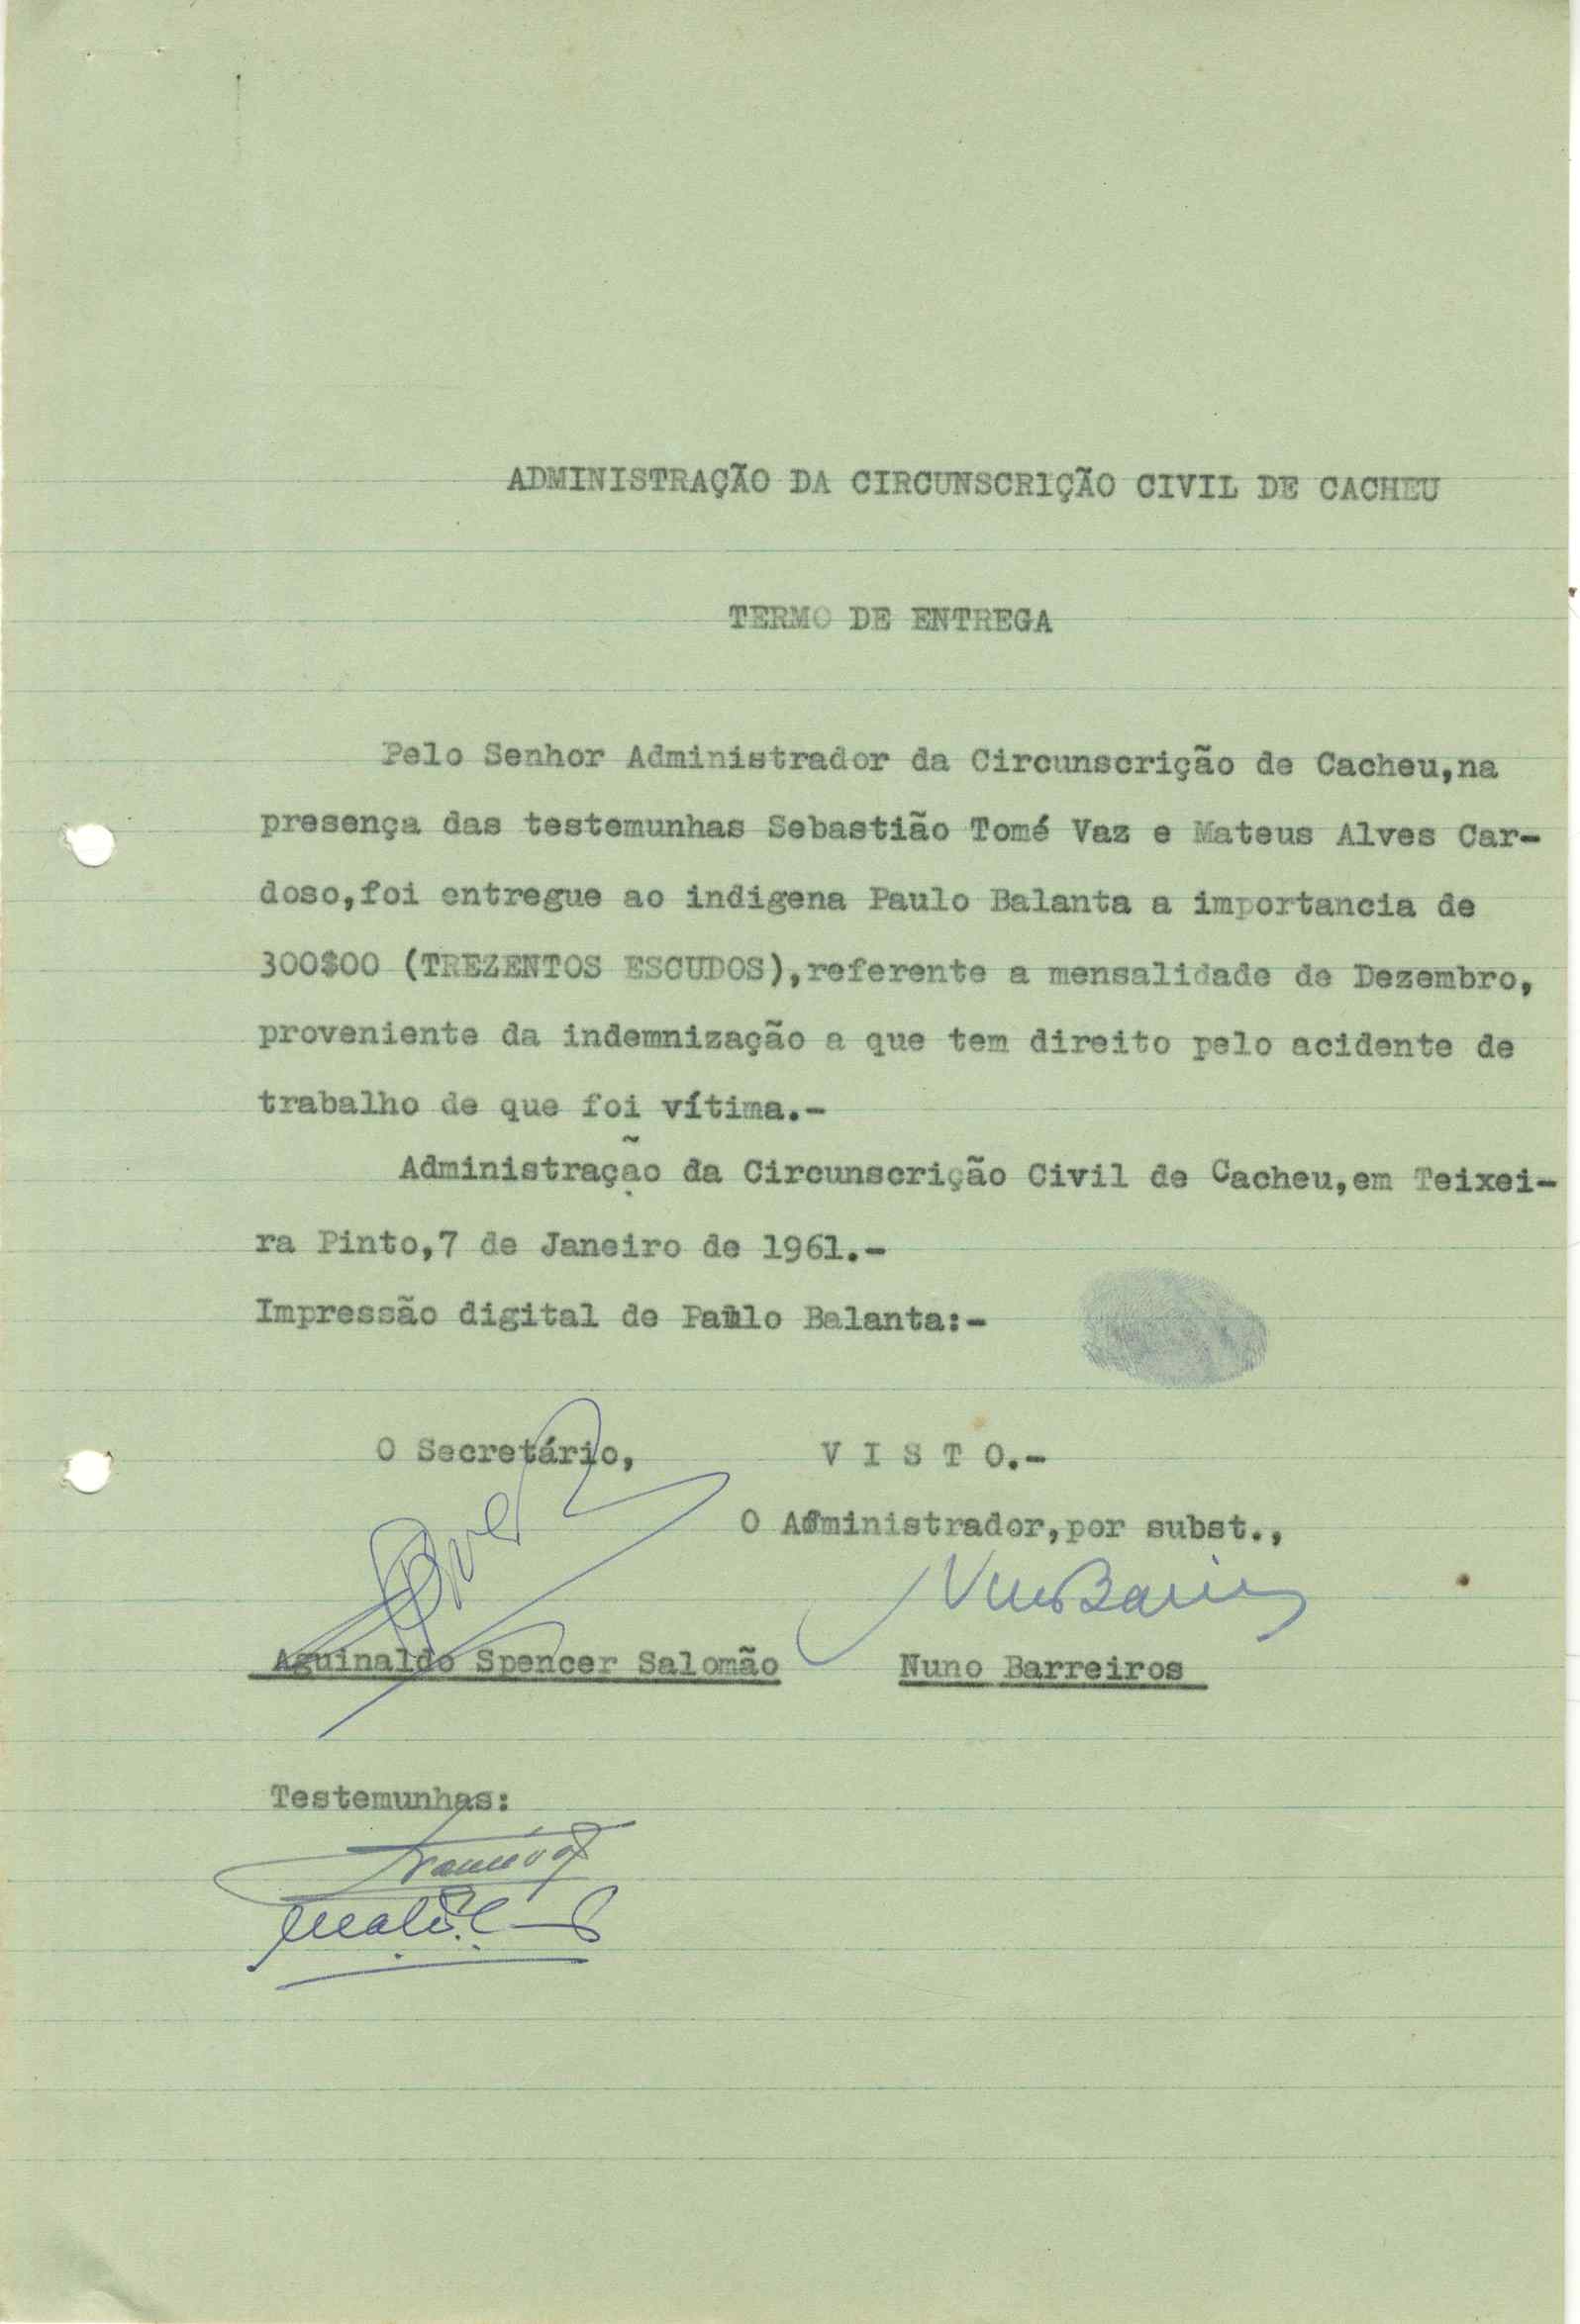 ADMINISTRAÇÃO DA CIRCUNSCRIÇÃO CIVIL DE CACHEU
TERMO DE ENTREGA
Pelo Senhor Administrador da Circunscrição de Cacheu,na
presença das testemunhas Sebastião Tomé Vaz e Mateus Alves Car-
doso,foi entregue ao indigena Paulo Balanta a importancia de
300$00 (TREZENTOS ESCUDOS),referente a mensalidade de Dezembro,
proveniente da indemnização a que tem direito pelo acidente de
trabalho de que foi vítima.-
Administração da Circunscrição Civil de Cacheu,em Teixei-
ra Pinto,7 de Janeiro de 1961.-
Impressão digital de Paulo Balanta:-
O Secretário, V I S T O.-
O Administrador,por subst.,
Aguinaldo Spencer Salomão Nuno Barreiros
Testemunhas: